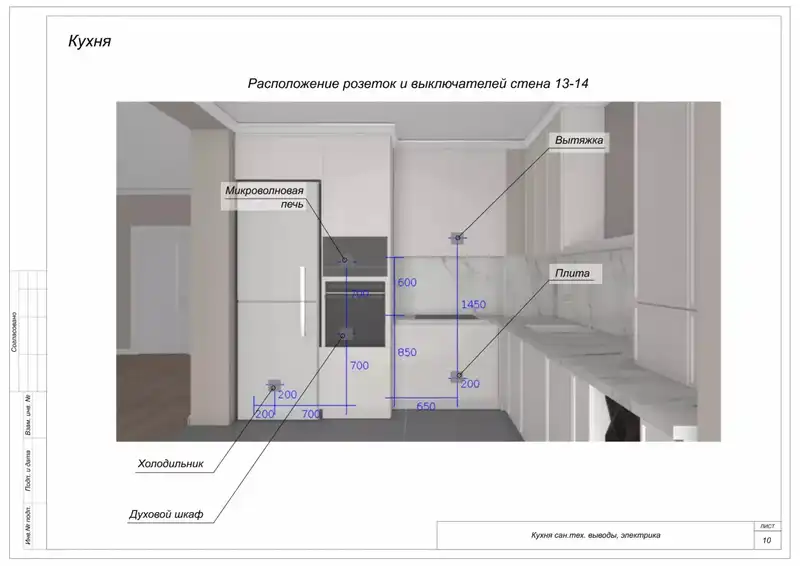 Кухня
Расположение розеток и выключателей стена 13-14
Вытяжка
Микроволновая
печь
Плита
600
700
1450
850
700
200
200
200
700
650
Холодильник
Духовой шкаф
Согласовано
Взам. инв. №
Подп. и дата
Инв.№ подл.
Кухня сан.тех. выводы, электрика
ЛИСТ
10